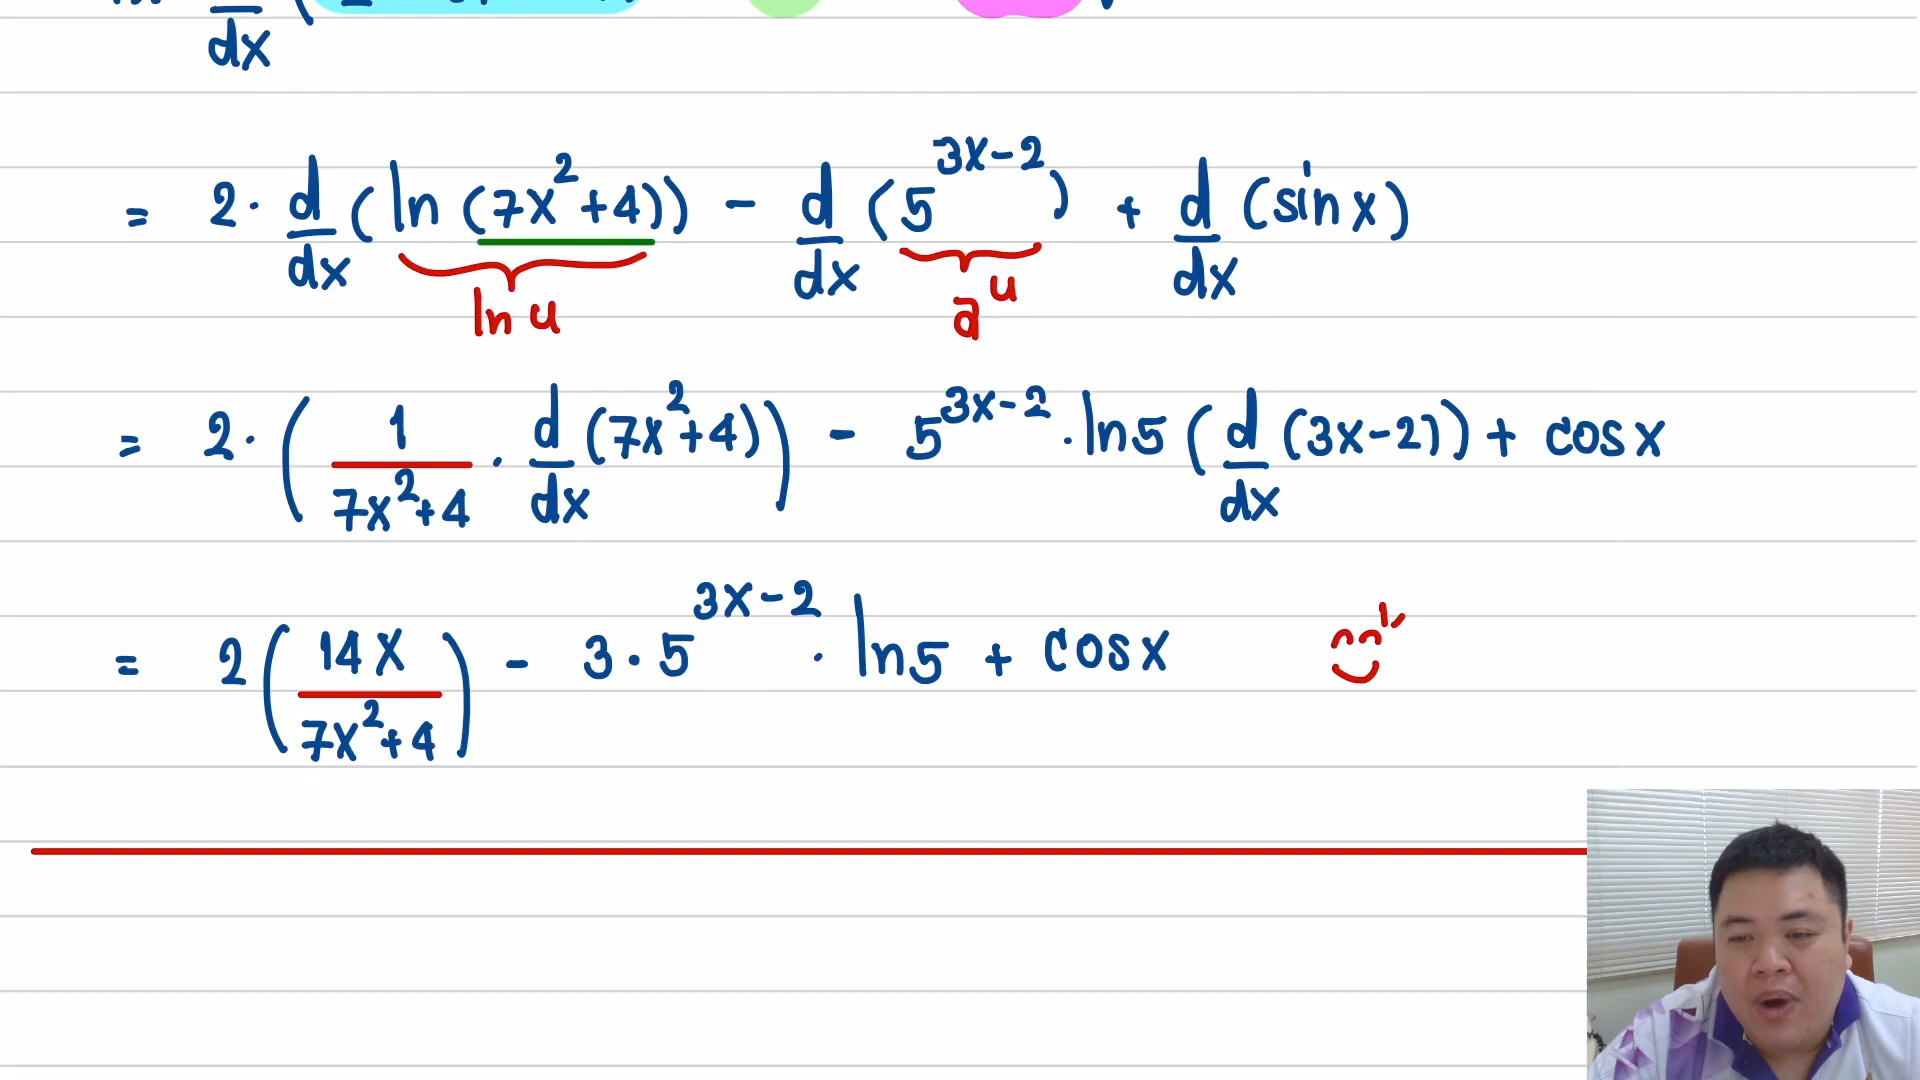 dx
= 2 · d/dx (ln (7x²+4)) - d/dx (5^(3x-2)) + d/dx (sin x)
ln u
a^u
= 2 · (1/(7x²+4) · d/dx (7x²+4)) - 5^(3x-2) · ln5 (d/dx (3x-2)) + cos x
= 2 (14x/(7x²+4)) - 3 · 5^(3x-2) · ln5 + cos x